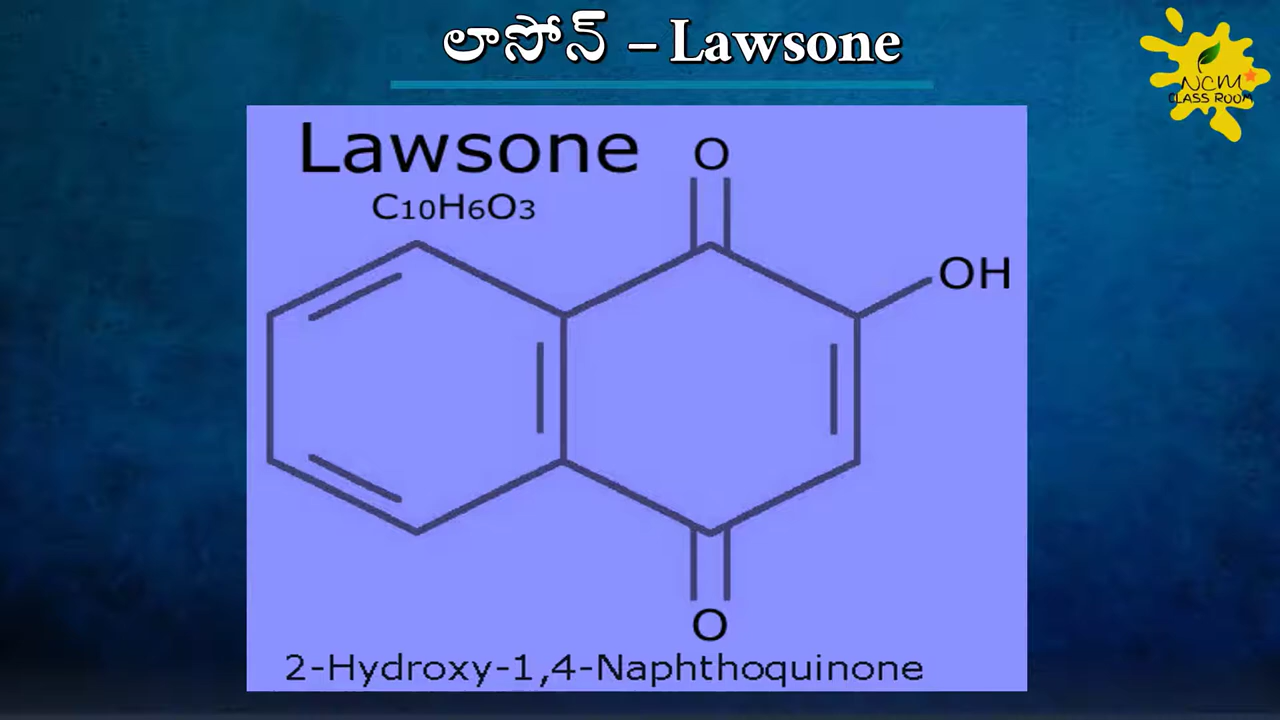 లాసోన్ – Lawsone
NCM
CLASS ROOM
Lawsone
C10H6O3
O
OH
O
2-Hydroxy-1,4-Naphthoquinone